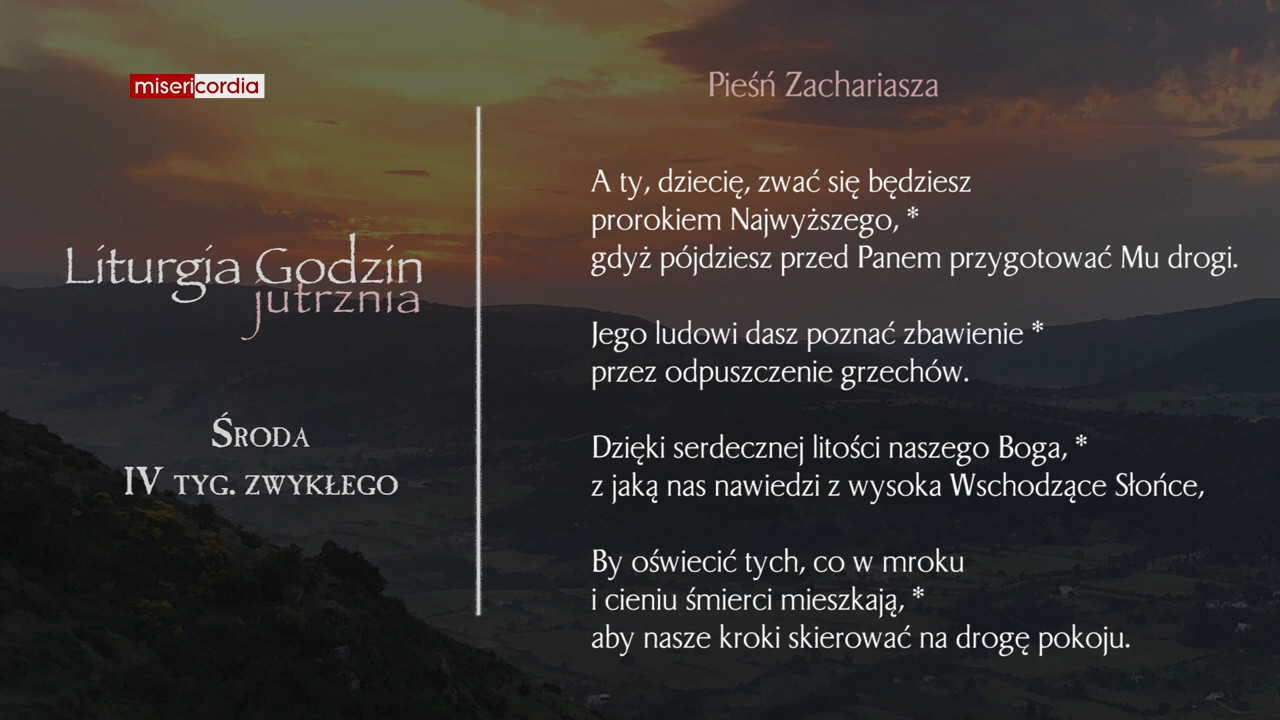 misericordia
Liturgia Godzin
jutrznia
Środa
IV tyg. zwykłego
Pieśń Zachariasza
A ty, dziecię, zwać się będziesz
prorokiem Najwyższego, *
gdyż pójdziesz przed Panem przygotować Mu drogi.
Jego ludowi dasz poznać zbawienie *
przez odpuszczenie grzechów.
Dzięki serdecznej litości naszego Boga, *
z jaką nas nawiedzi z wysoka Wschodzące Słońce,
By oświecić tych, co w mroku
i cieniu śmierci mieszkają, *
aby nasze kroki skierować na drogę pokoju.